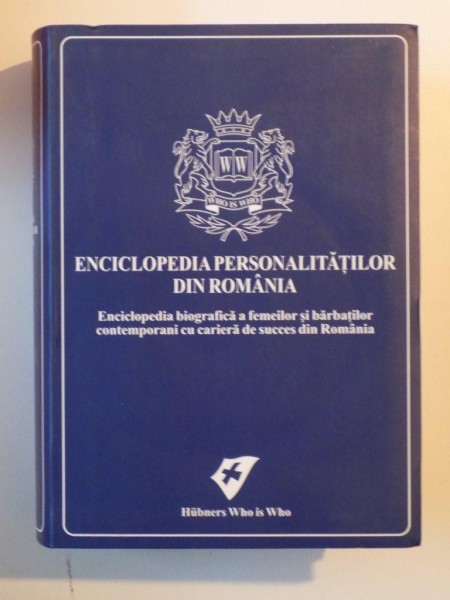 W W
WHO IS WHO
ENCICLOPEDIA PERSONALITĂȚILOR
DIN ROMÂNIA
Enciclopedia biografică a femeilor și bărbaților
contemporani cu carieră de succes din România
Hübners Who is Who